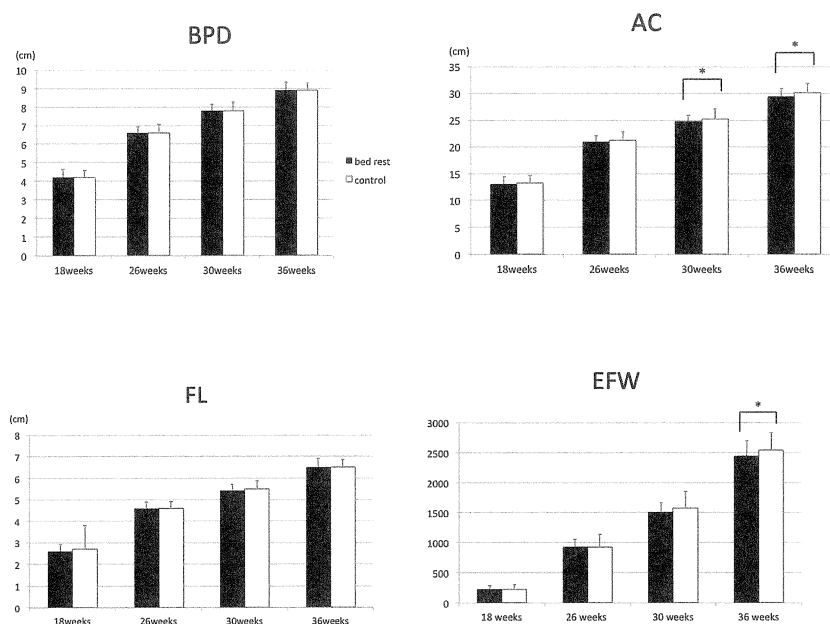 BPD
(cm)
10
9
8
7
6
5
4
3
2
1
0
18weeks 26weeks 30weeks 36weeks
bed rest
control
AC
(cm)
35
30
25
20
15
10
5
0
* *
18weeks 26weeks 30weeks 36weeks
FL
(cm)
8
7
6
5
4
3
2
1
0
18weeks 26weeks 30weeks 36weeks
EFW
3000
2500
2000
1500
1000
500
0
*
18 weeks 26 weeks 30 weeks 36 weeks